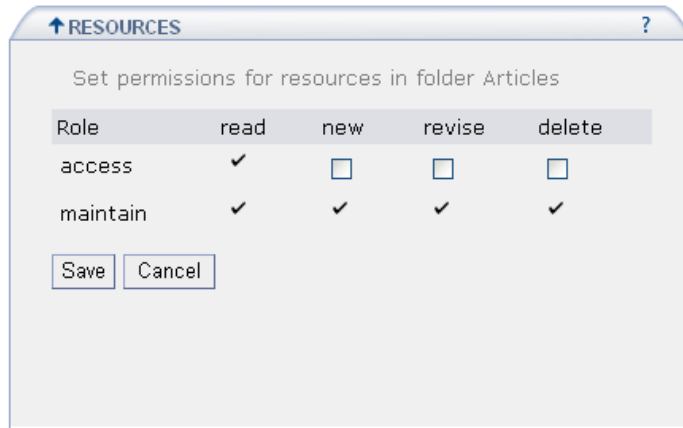 RESOURCES ?
Set permissions for resources in folder Articles
Role read new revise delete
access
maintain
Save Cancel